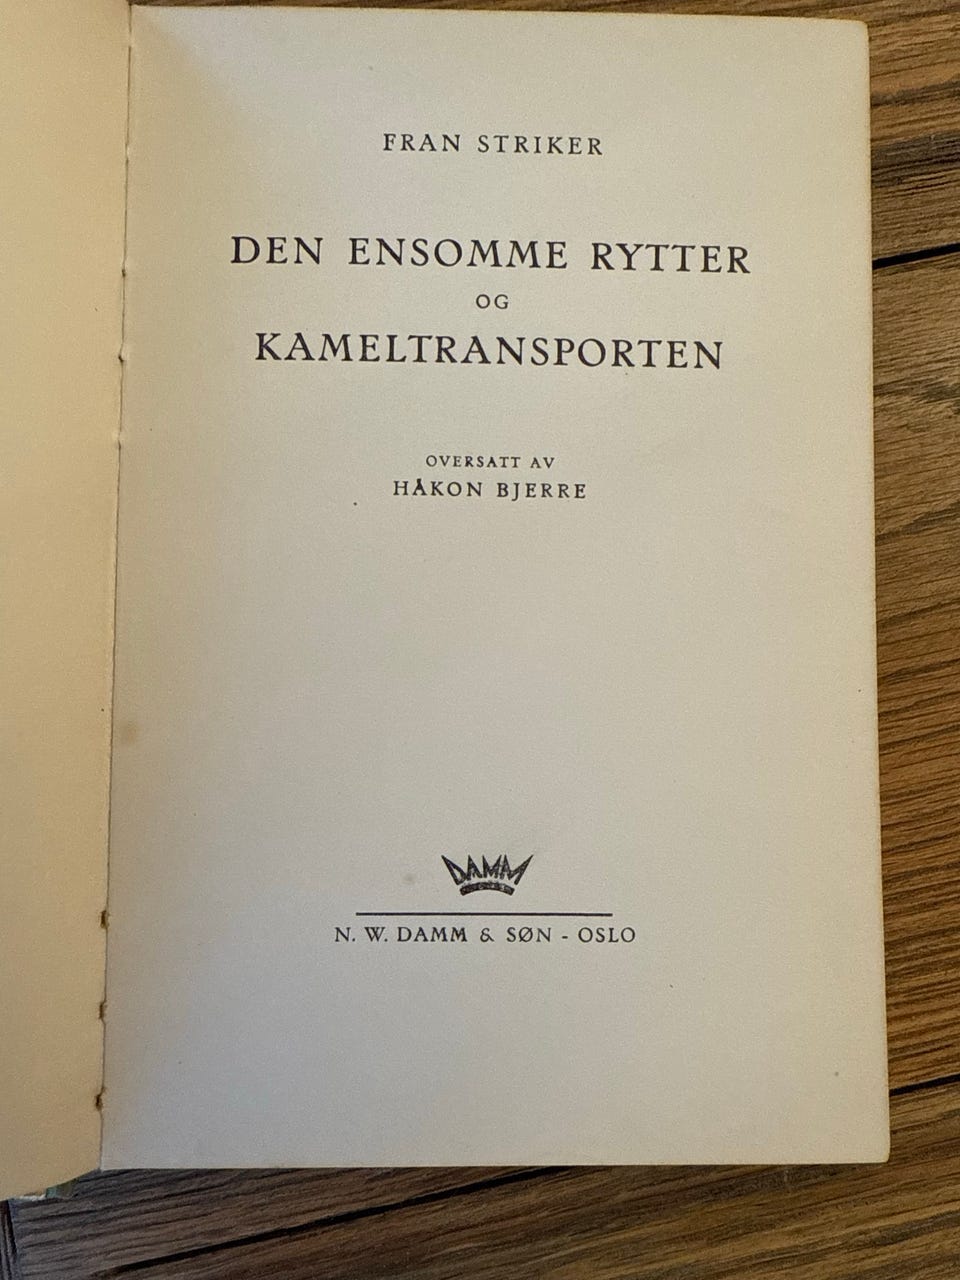 FRAN STRIKER
DEN ENSOMME RYTTER
OG
KAMELTRANSPORTEN
OVERSATT AV
HÅKON BJERRE
DAMM
N. W. DAMM & SØN - OSLO